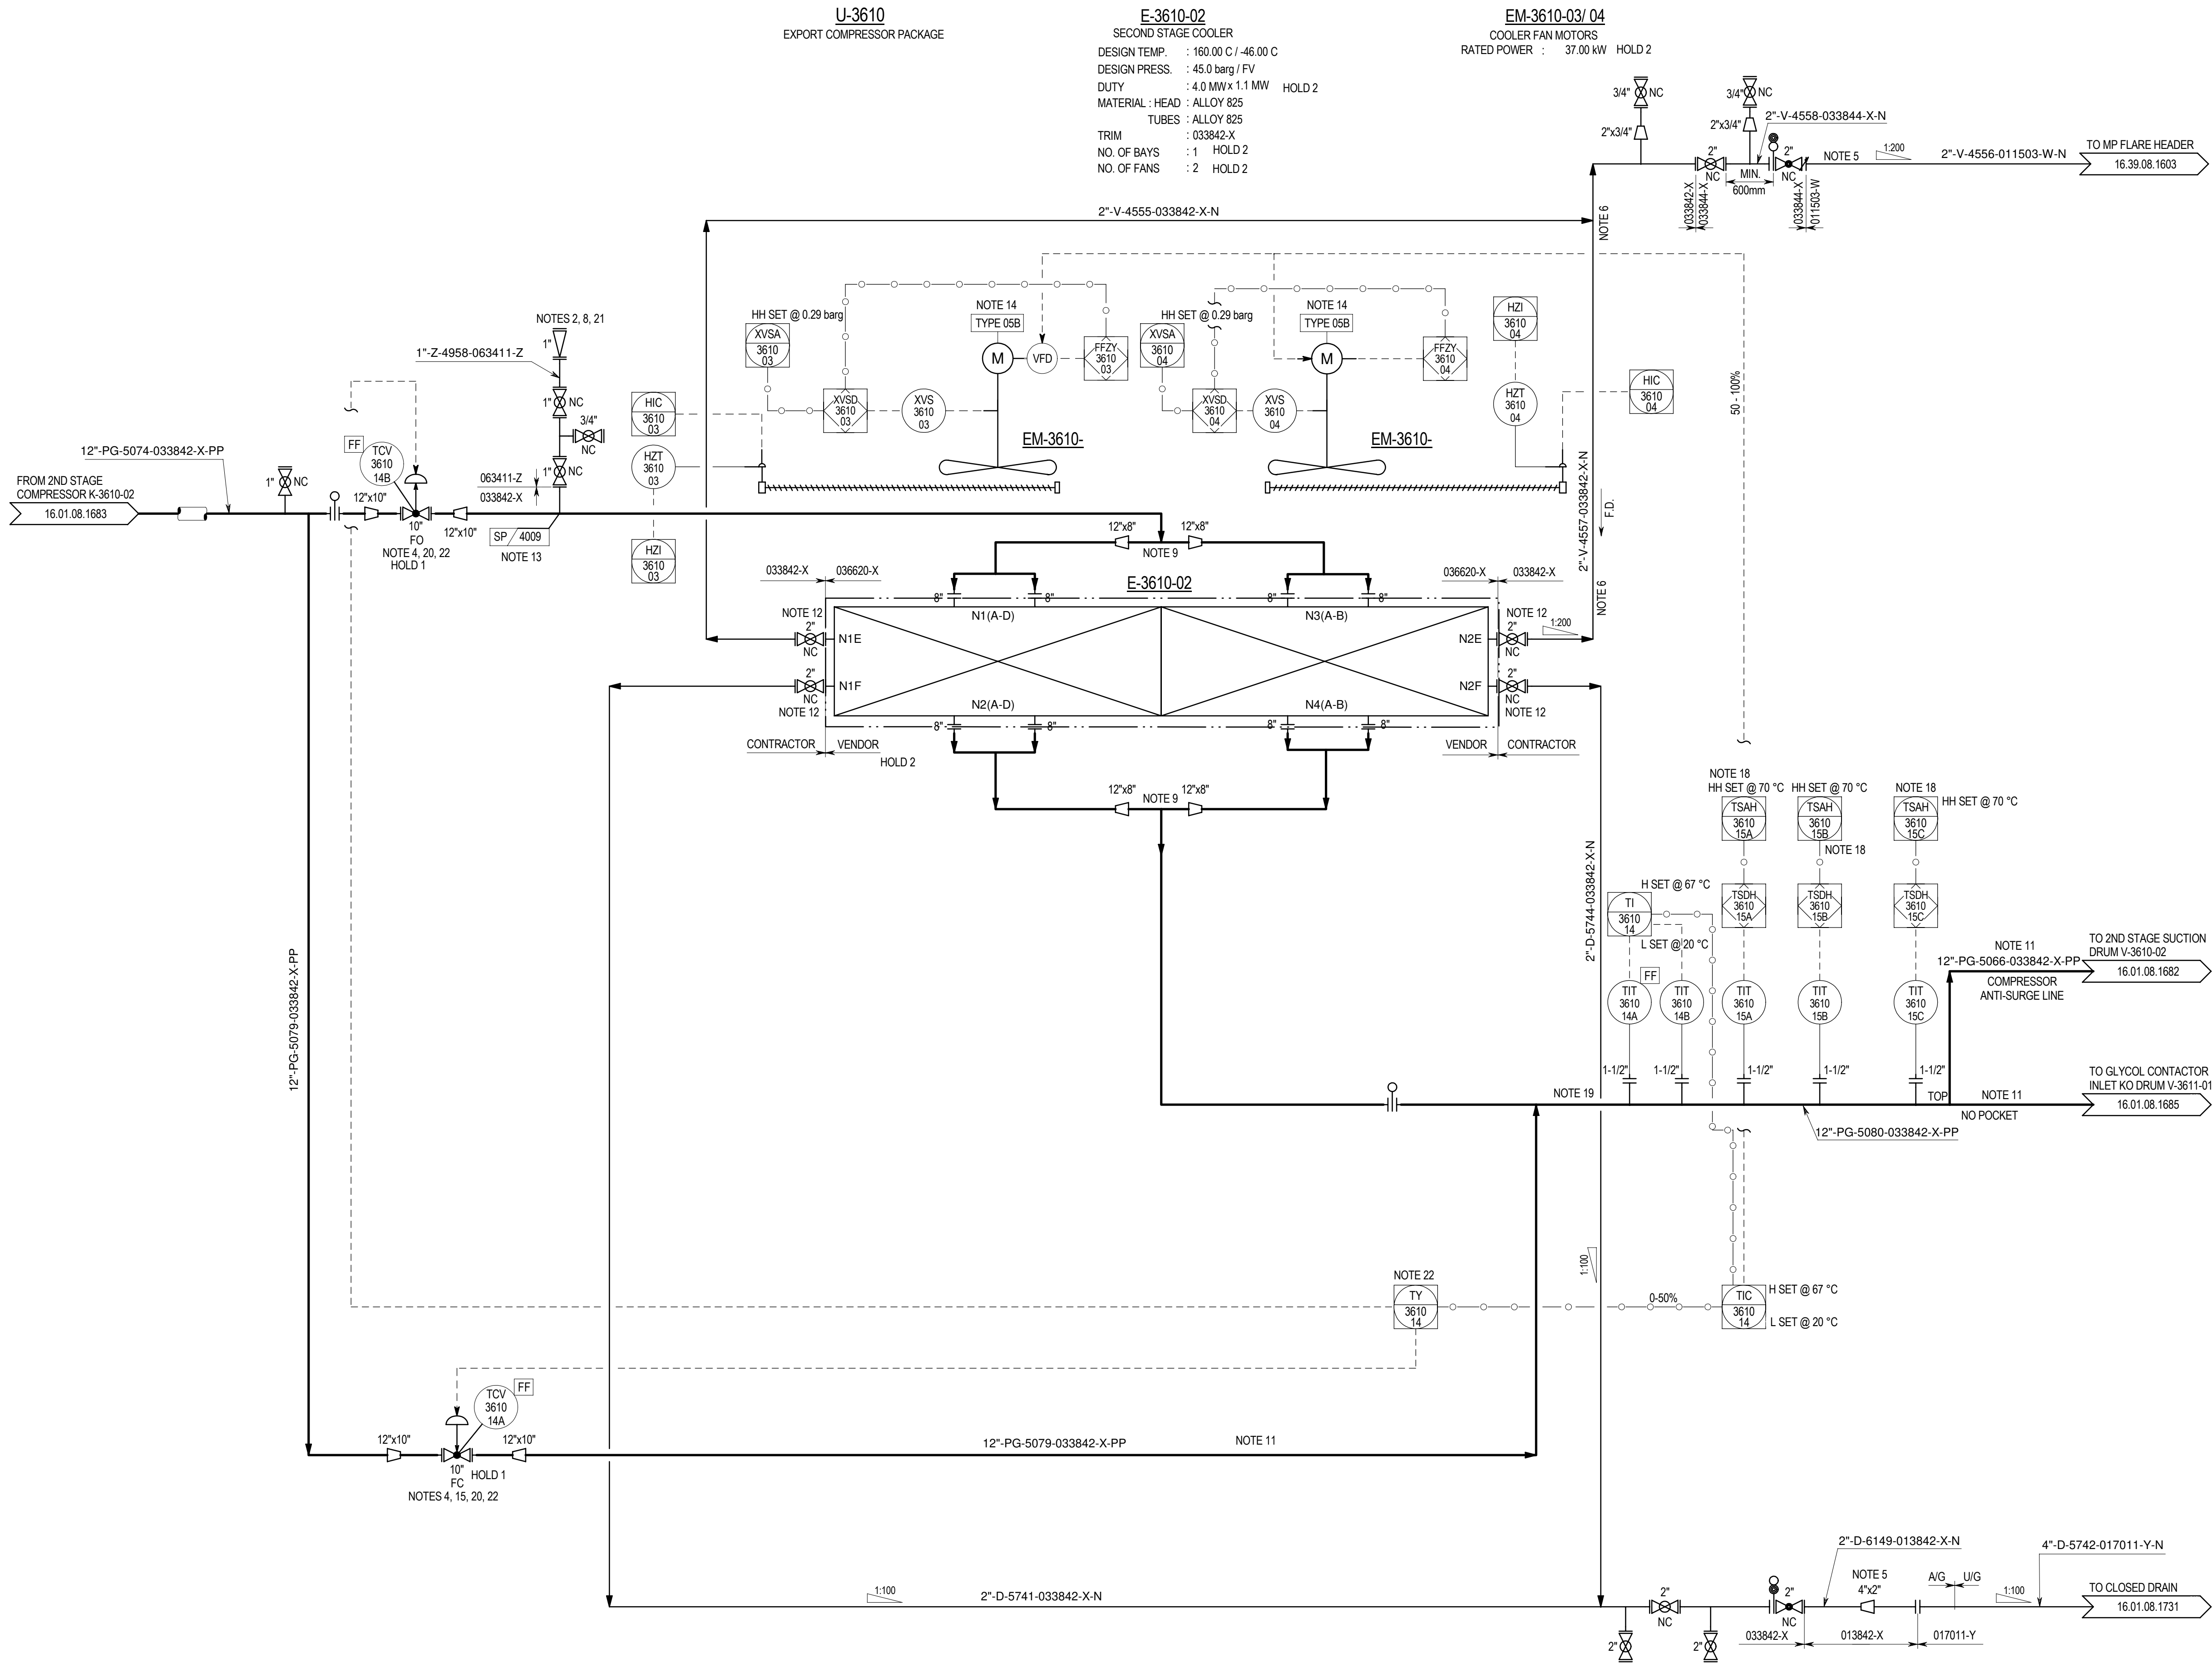 U-3610
EXPORT COMPRESSOR PACKAGE
E-3610-02
SECOND STAGE COOLER
DESIGN TEMP. : 160.00 C / -46.00 C
DESIGN PRESS. : 45.0 barg / FV
DUTY : 4.0 MW x 1.1 MW HOLD 2
MATERIAL : HEAD : ALLOY 825
TUBES : ALLOY 825
TRIM : 033842-X
NO. OF BAYS : 1 HOLD 2
NO. OF FANS : 2 HOLD 2
EM-3610-03/ 04
COOLER FAN MOTORS
RATED POWER : 37.00 kW HOLD 2
3/4" NC
3/4" NC
2"x3/4"
2"x3/4"
2"-V-4558-033844-X-N
2"
NC
2"
NC
MIN.
600mm
NOTE 5
1:200
2"-V-4556-011503-W-N
TO MP FLARE HEADER
16.39.08.1603
033842-X
033844-X
033844-X
011503-W
2"-V-4555-033842-X-N
NOTE 6
NOTES 2, 8, 21
1"
1"-Z-4958-063411-Z
1" NC
3/4"
NC
1" NC
063411-Z
033842-X
HH SET @ 0.29 barg
XVSA
3610
03
NOTE 14
TYPE 05B
M
VFD
FFZY
3610
03
XVSD
3610
03
XVS
3610
03
EM-3610-
HH SET @ 0.29 barg
XVSA
3610
04
NOTE 14
TYPE 05B
M
FFZY
3610
04
XVSD
3610
04
XVS
3610
04
EM-3610-
HZI
3610
04
HZT
3610
04
HIC
3610
04
HIC
3610
03
HZT
3610
03
HZI
3610
03
50 - 100%
2"-V-4557-033842-X-N
F.D.
NOTE 6
12"-PG-5074-033842-X-PP
FROM 2ND STAGE
COMPRESSOR K-3610-02
16.01.08.1683
1" NC
FF
TCV
3610
14B
12"x10"
10"
FO
NOTE 4, 20, 22
HOLD 1
12"x10"
SP / 4009
NOTE 13
12"x8"
12"x8"
NOTE 9
033842-X
036620-X
E-3610-02
036620-X
033842-X
8"
8"
8"
8"
N1(A-D)
N3(A-B)
NOTE 12
2"
NC
N1E
N2E
NOTE 12
2"
NC
1:200
2"
NC
NOTE 12
N1F
N2F
2"
NC
NOTE 12
N2(A-D)
N4(A-B)
8"
8"
8"
8"
CONTRACTOR
VENDOR
HOLD 2
VENDOR
CONTRACTOR
12"x8"
NOTE 9
12"x8"
NOTE 18
HH SET @ 70 °C
TSAH
3610
15A
HH SET @ 70 °C
TSAH
3610
15B
NOTE 18
NOTE 18
HH SET @ 70 °C
TSAH
3610
15C
TSDH
3610
15A
TSDH
3610
15B
TSDH
3610
15C
H SET @ 67 °C
TI
3610
14
L SET @ 20 °C
FF
TIT
3610
14A
TIT
3610
14B
TIT
3610
15A
TIT
3610
15B
TIT
3610
15C
1-1/2"
1-1/2"
1-1/2"
1-1/2"
1-1/2"
2"-D-5744-033842-X-N
NOTE 11
12"-PG-5066-033842-X-PP
COMPRESSOR
ANTI-SURGE LINE
TO 2ND STAGE SUCTION
DRUM V-3610-02
16.01.08.1682
NOTE 19
TOP
NOTE 11
NO POCKET
12"-PG-5080-033842-X-PP
TO GLYCOL CONTACTOR
INLET KO DRUM V-3611-01
16.01.08.1685
12"-PG-5079-033842-X-PP
1:100
NOTE 22
TY
3610
14
0-50%
TIC
3610
14
H SET @ 67 °C
L SET @ 20 °C
TCV
3610
14A
FF
12"x10"
10"
FC
HOLD 1
NOTES 4, 15, 20, 22
12"x10"
12"-PG-5079-033842-X-PP
NOTE 11
1:100
2"-D-5741-033842-X-N
2"
2"
NC
2"
2"
NC
2"-D-6149-013842-X-N
NOTE 5
4"x2"
A/G
U/G
1:100
4"-D-5742-017011-Y-N
TO CLOSED DRAIN
16.01.08.1731
033842-X
013842-X
017011-Y